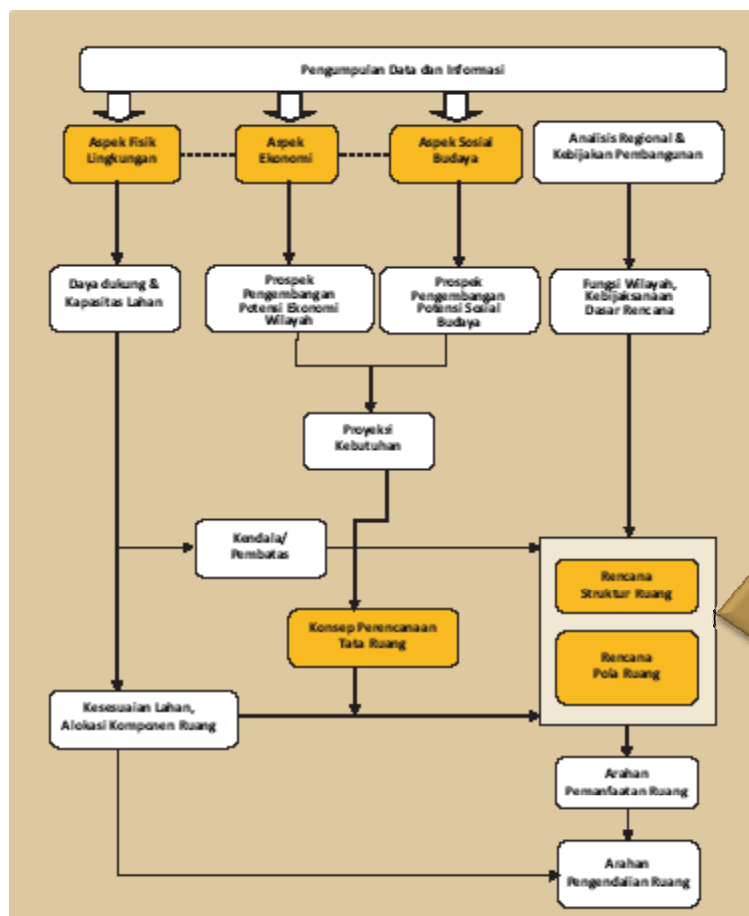 Pengumpulan Data dan Informasi
Aspek Fisik
Lingkungan
Aspek
Ekonomi
Aspek Sosial
Budaya
Analisis Regional &
Kebijakan Pembangunan
Daya dukung &
Kapasitas Lahan
Prospek
Pengembangan
Potensi Ekonomi
Wilayah
Prospek
Pengembangan
Potensi Sosial
Budaya
Fungsi Wilayah,
Kebijaksanaan
Dasar Rencana
Proyeksi
Kebutuhan
Kendala/
Pembatas
Rencana
Struktur Ruang
Konsep Perencanaan
Tata Ruang
Rencana
Pola Ruang
Kesesuaian Lahan,
Alokasi Komponen Ruang
Arahan
Pemanfaatan Ruang
Arahan
Pengendalian Ruang